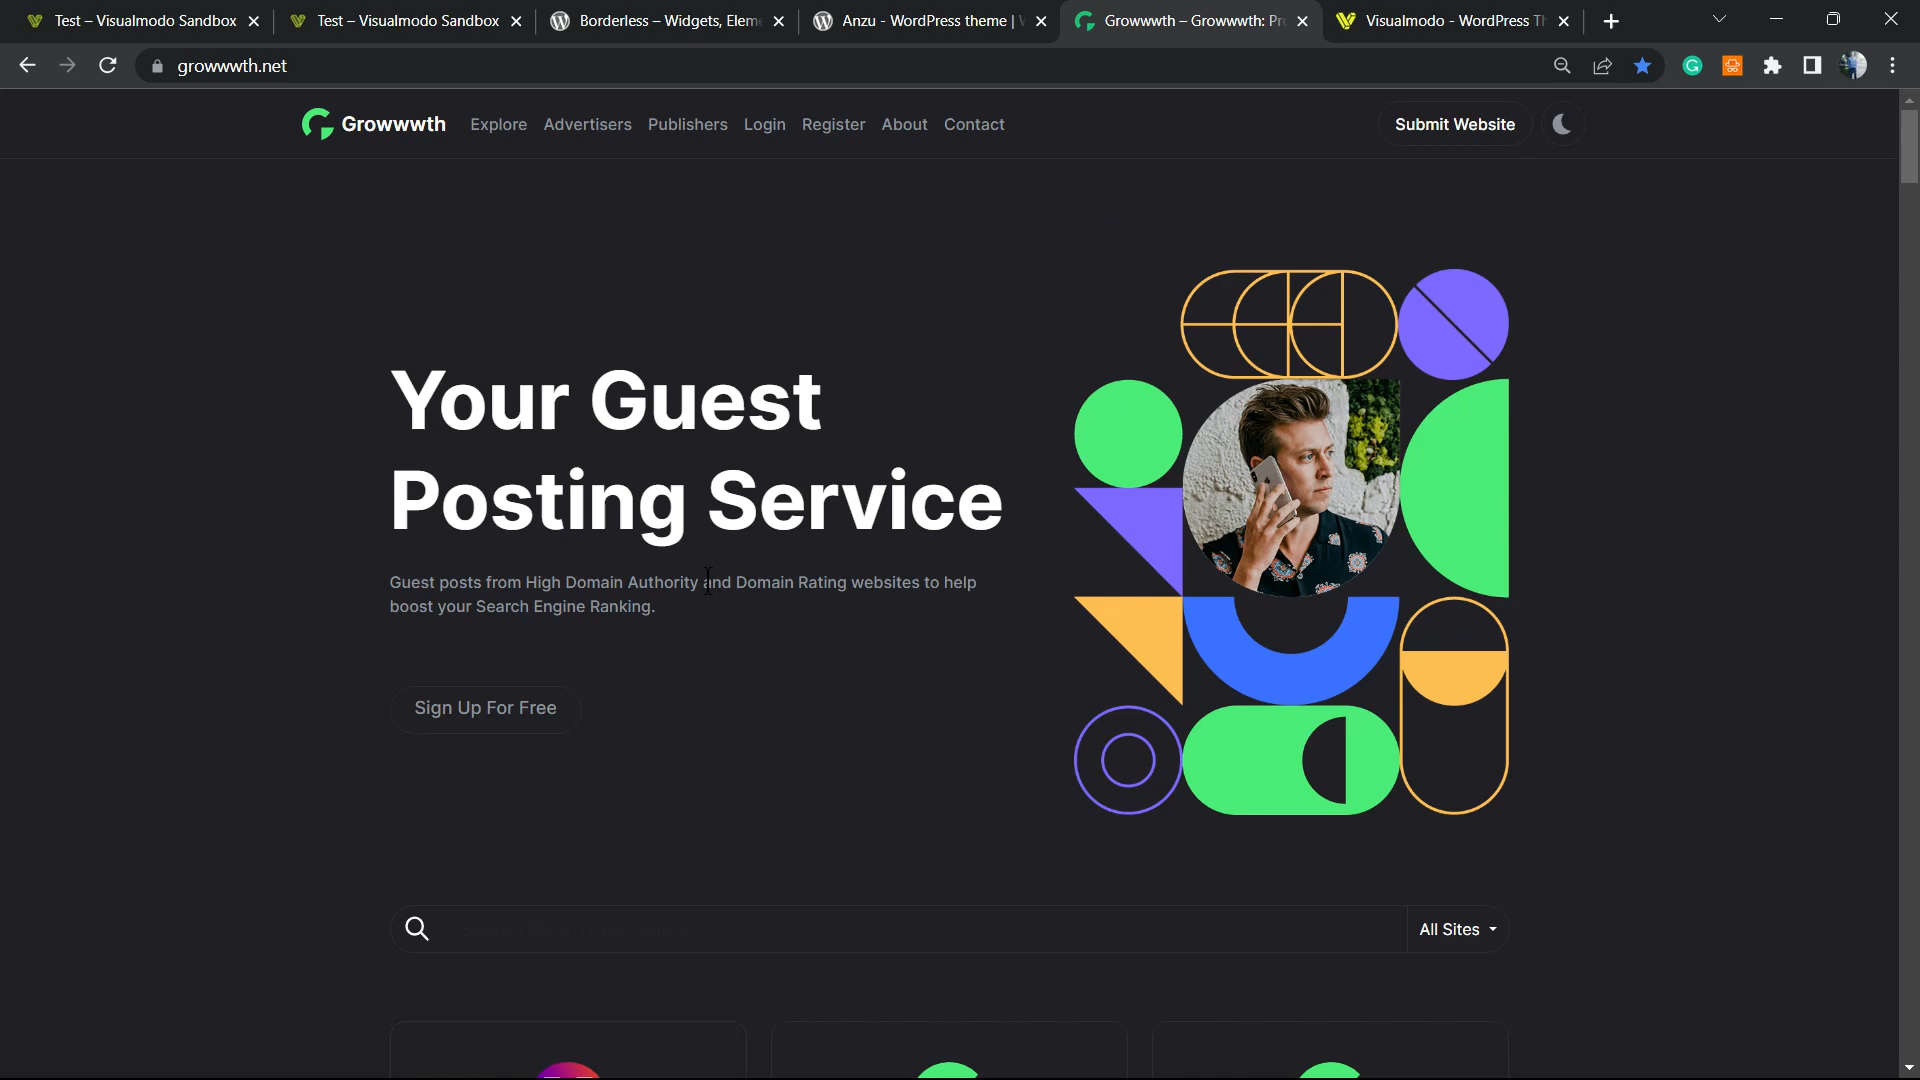 Test – Visualmodo Sandbox
Test – Visualmodo Sandbox
Borderless – Widgets, Elem
Anzu - WordPress theme |
Growwwth – Growwwth: Pr
Visualmodo - WordPress Th
growwwth.net
Growwwth
Explore
Advertisers
Publishers
Login
Register
About
Contact
Submit Website
Your Guest
Posting Service
Guest posts from High Domain Authority and Domain Rating websites to help
boost your Search Engine Ranking.
Sign Up For Free
All Sites